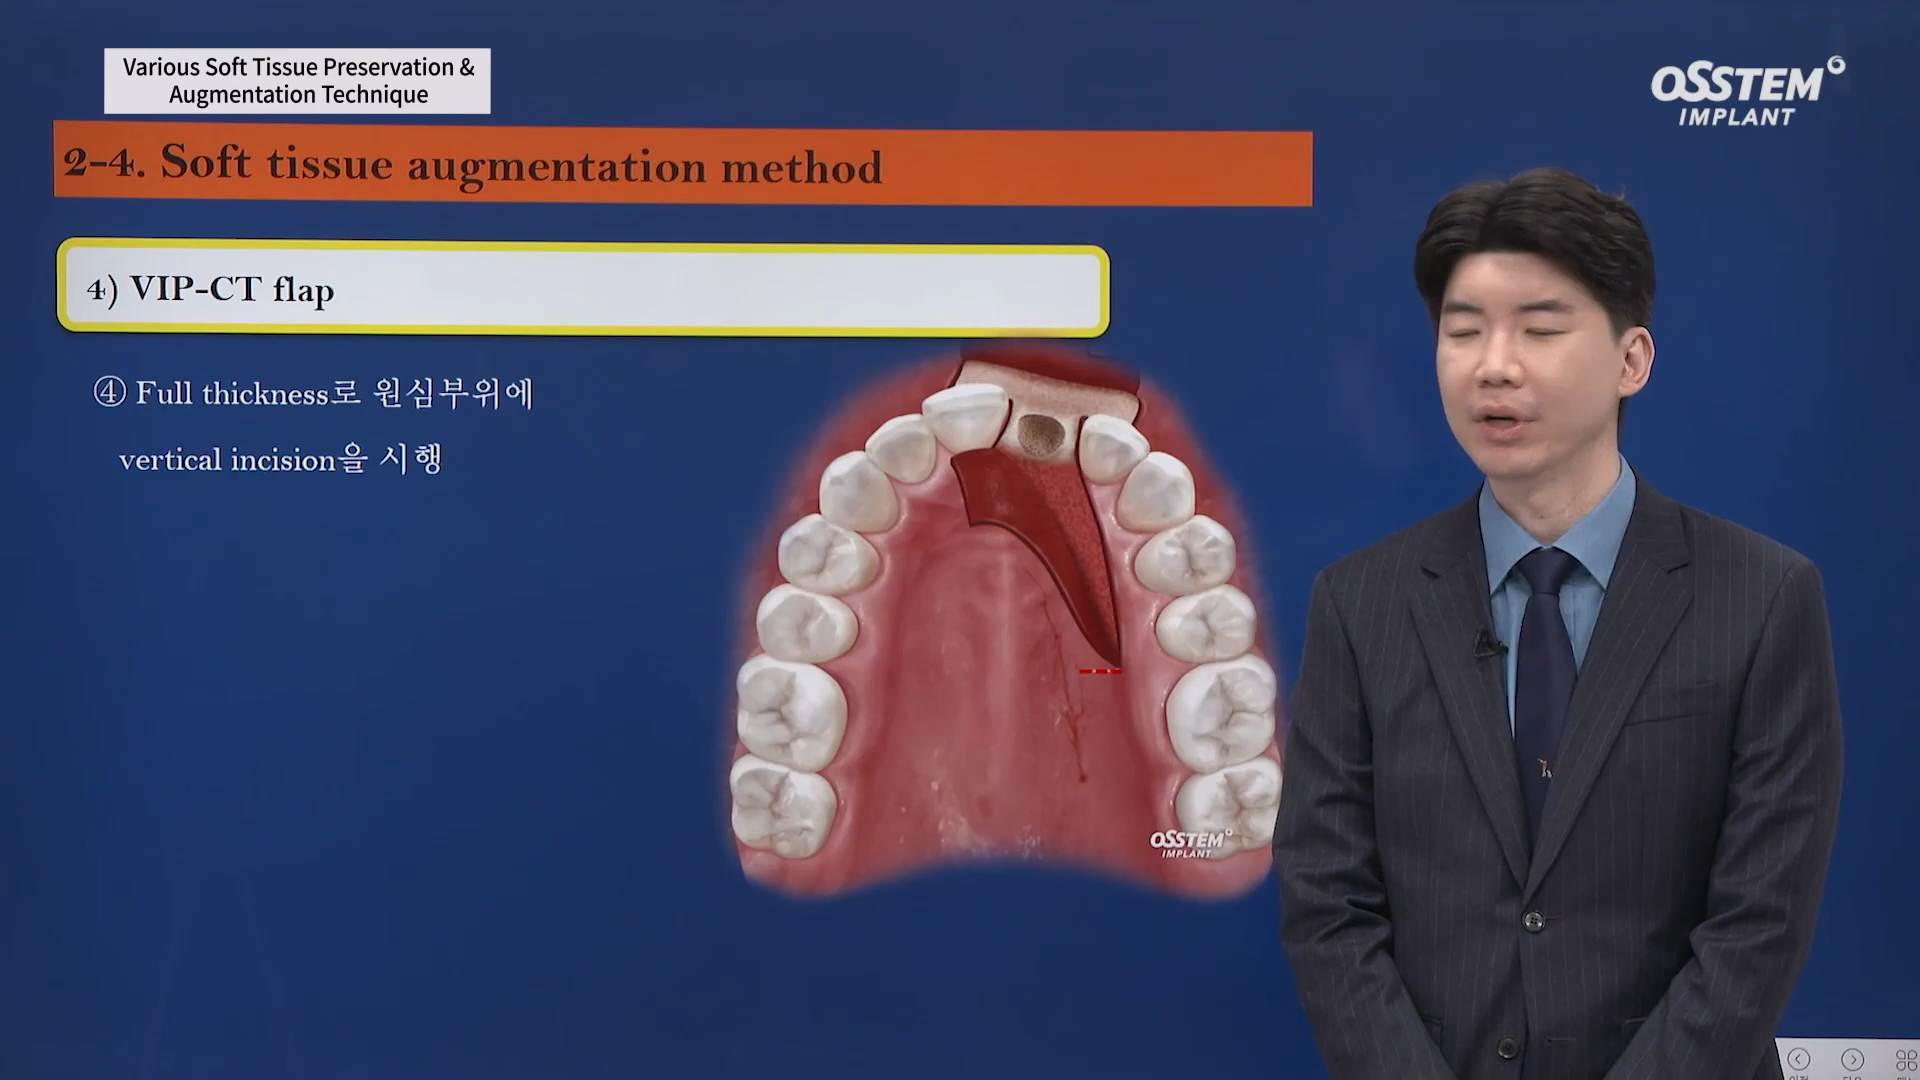 Various Soft Tissue Preservation &
Augmentation Technique
OSSTEM
IMPLANT
2-4. Soft tissue augmentation method
4) VIP-CT flap
④ Full thickness로 원심부위에
vertical incision을 시행
OSSTEM
IMPLANT